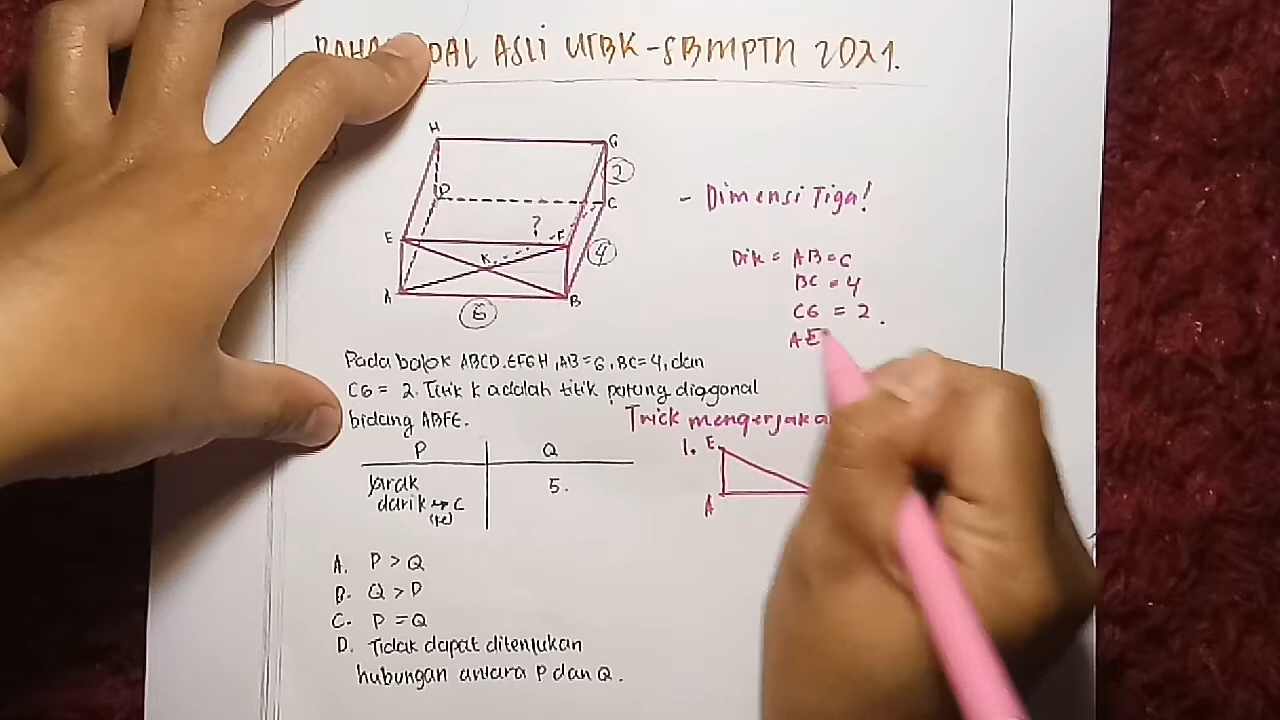 SOAL ASLI UTBK-SBMPTN 2021.
H
G
2
D
C
?
E
F
4
K
A
B
6
- Dimensi Tiga!
Dik = AB = 6
BC = 4
CG = 2.
AE
Pada balok ABCD.EFGH, AB=6, BC=4, dan
CG = 2. Titik K adalah titik potong diagonal
bidang ABFE.
P Q
Jarak 5.
dari K ↔ C
(ke)
A. P > Q
B. Q > P
C. P = Q
D. Tidak dapat ditentukan
hubungan antara P dan Q.
Trick
1. E
A